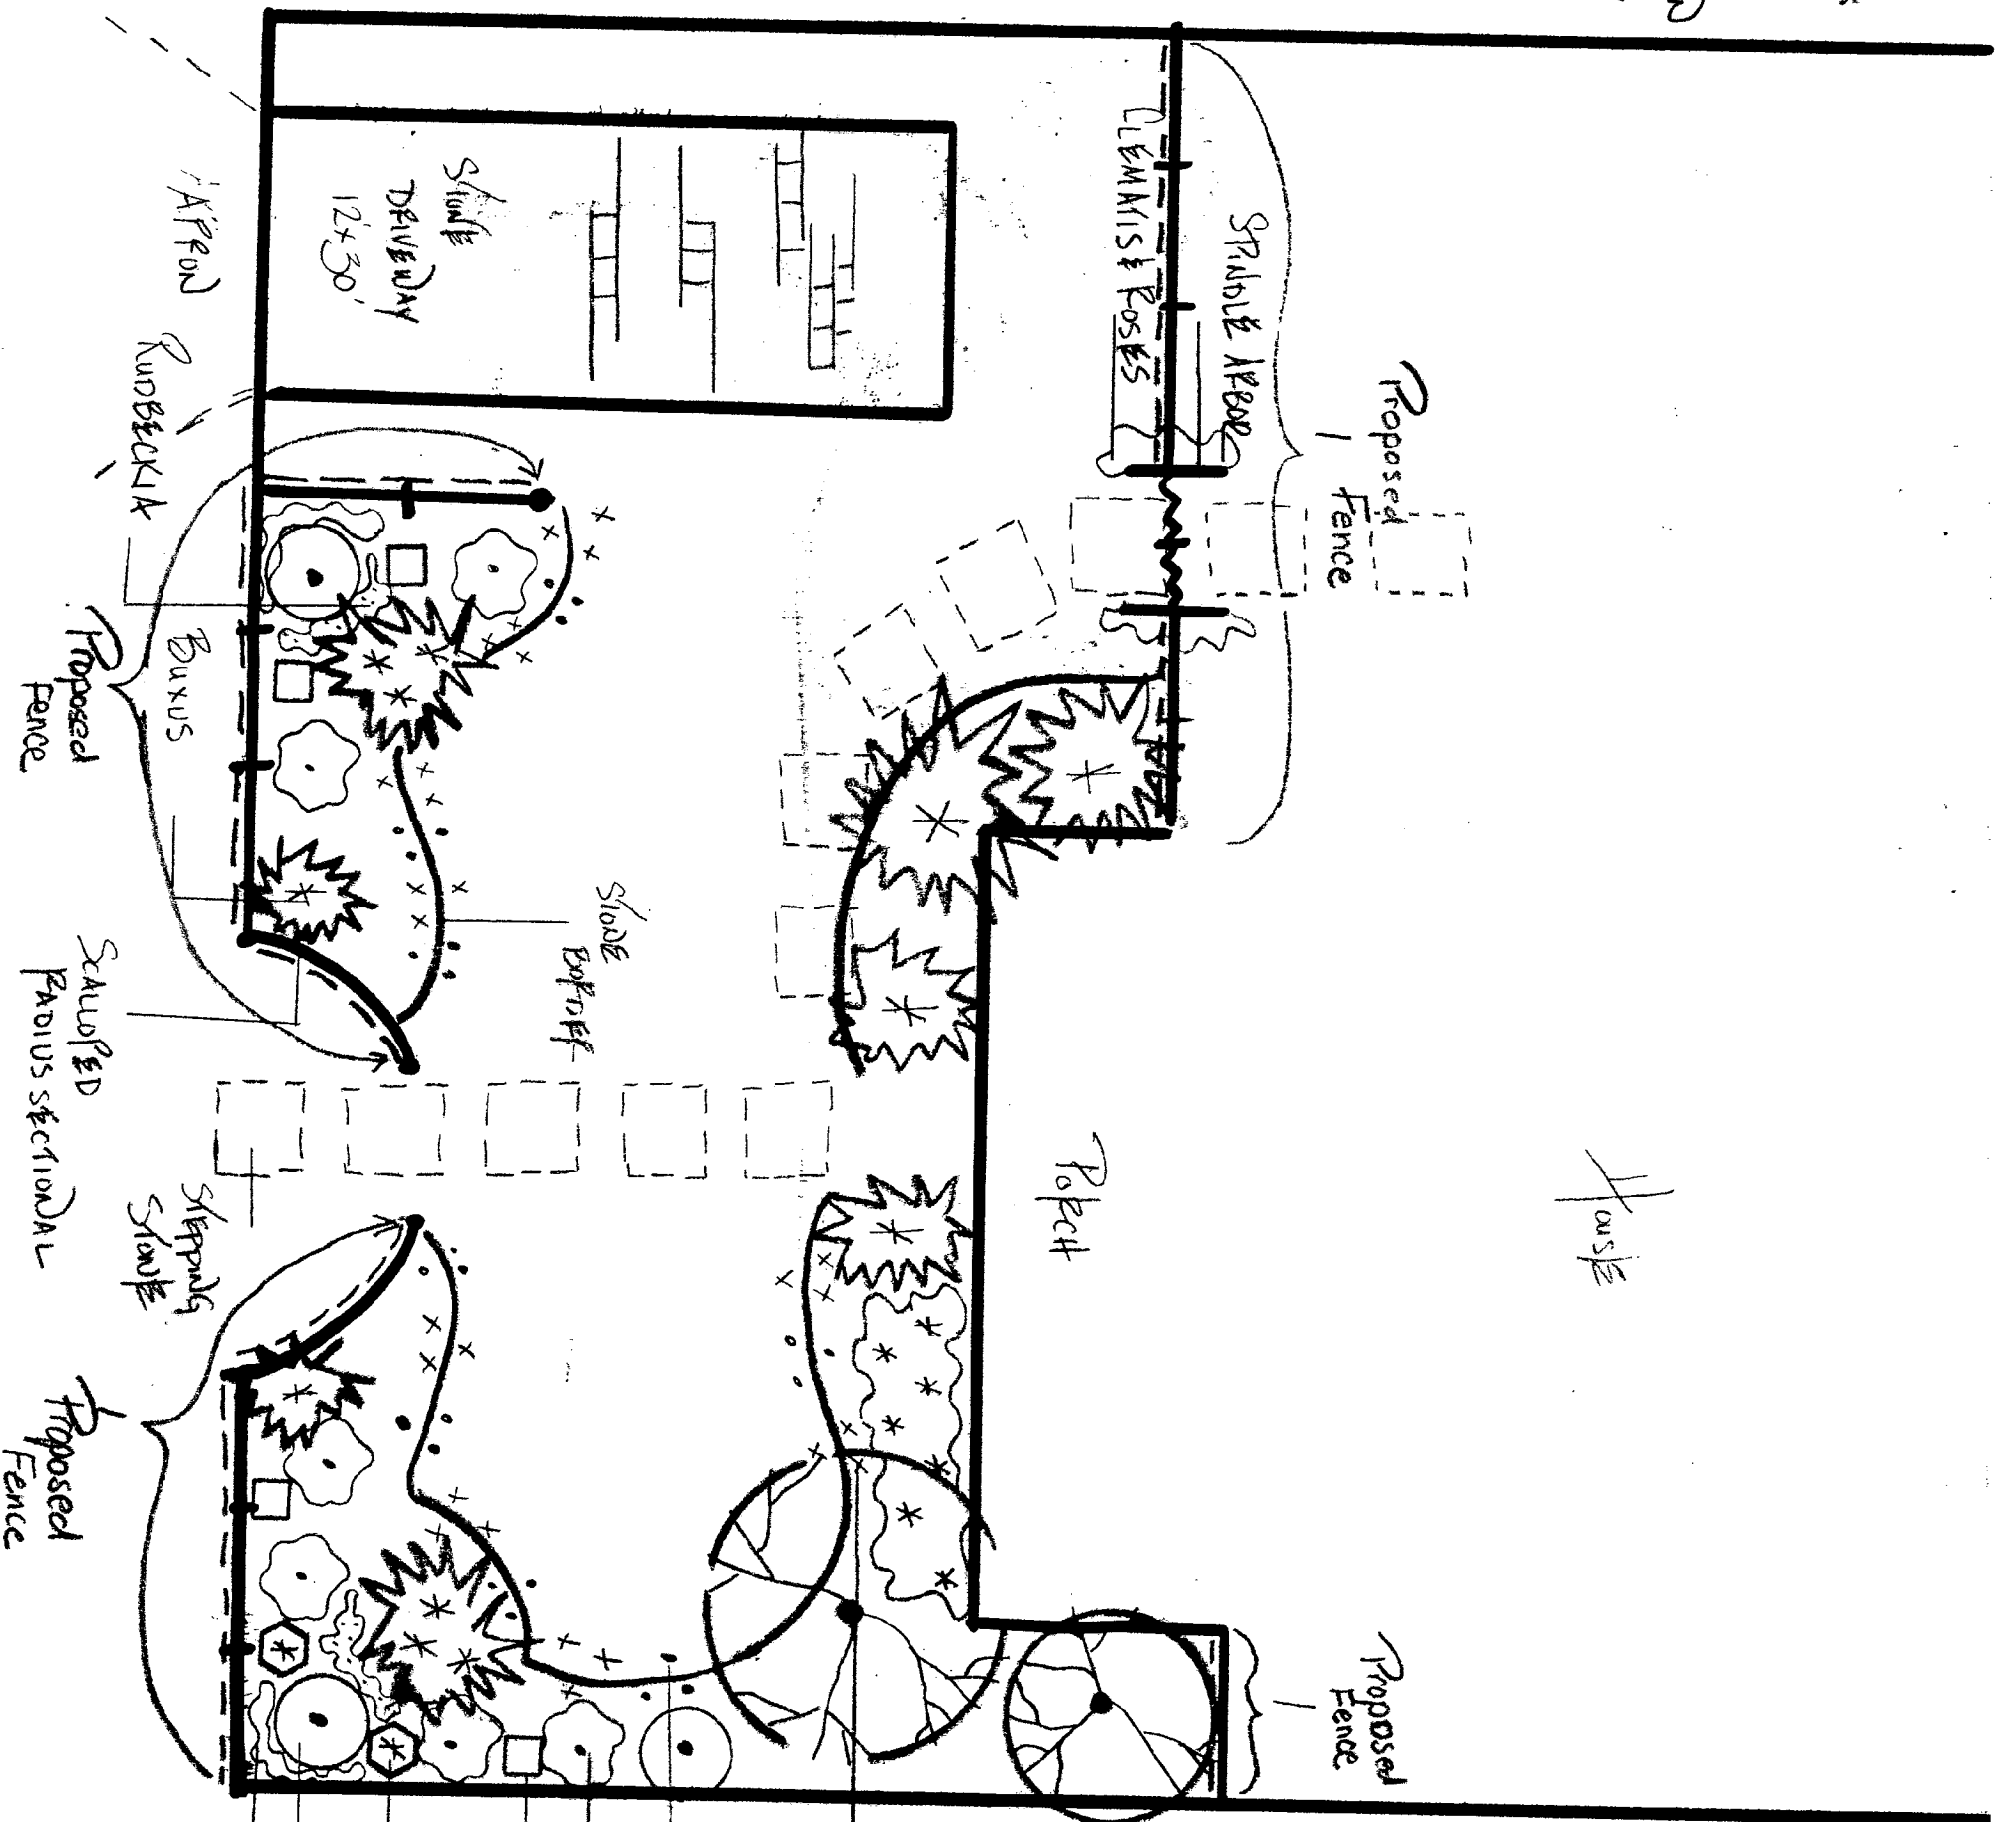 Proposed
Fence
SPINDLE ARBOR
CLEMATIS & ROSES
STONE
DRIVEWAY
12x30'
APRON
RUDBECKIA
BUXUS
Proposed
Fence
STONE
BORDER
SCALLOPED
RADIUS SECTIONAL
STEPPING
STONE
PORCH
HOUSE
Proposed
Fence
Proposed
Fence